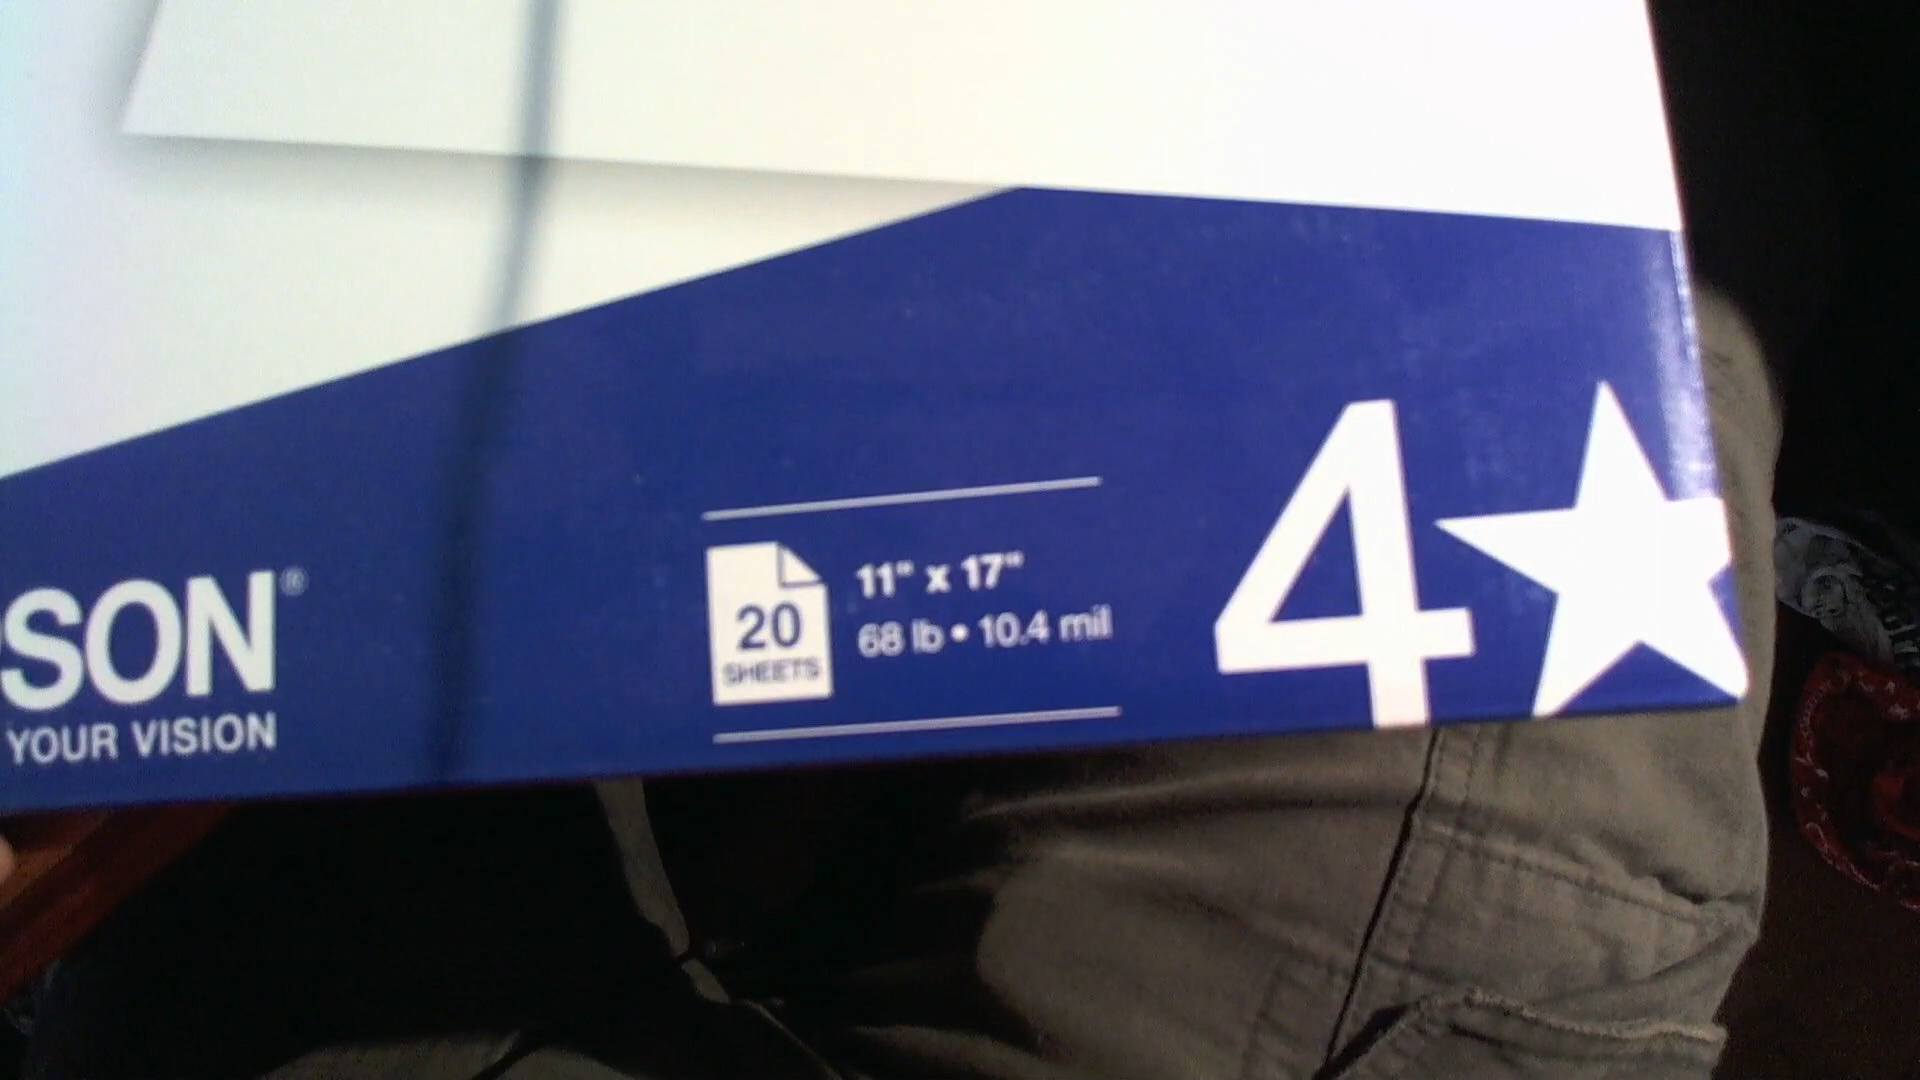 SON®
YOUR VISION
20
SHEETS
11" x 17"
68 lb • 10.4 mil
4